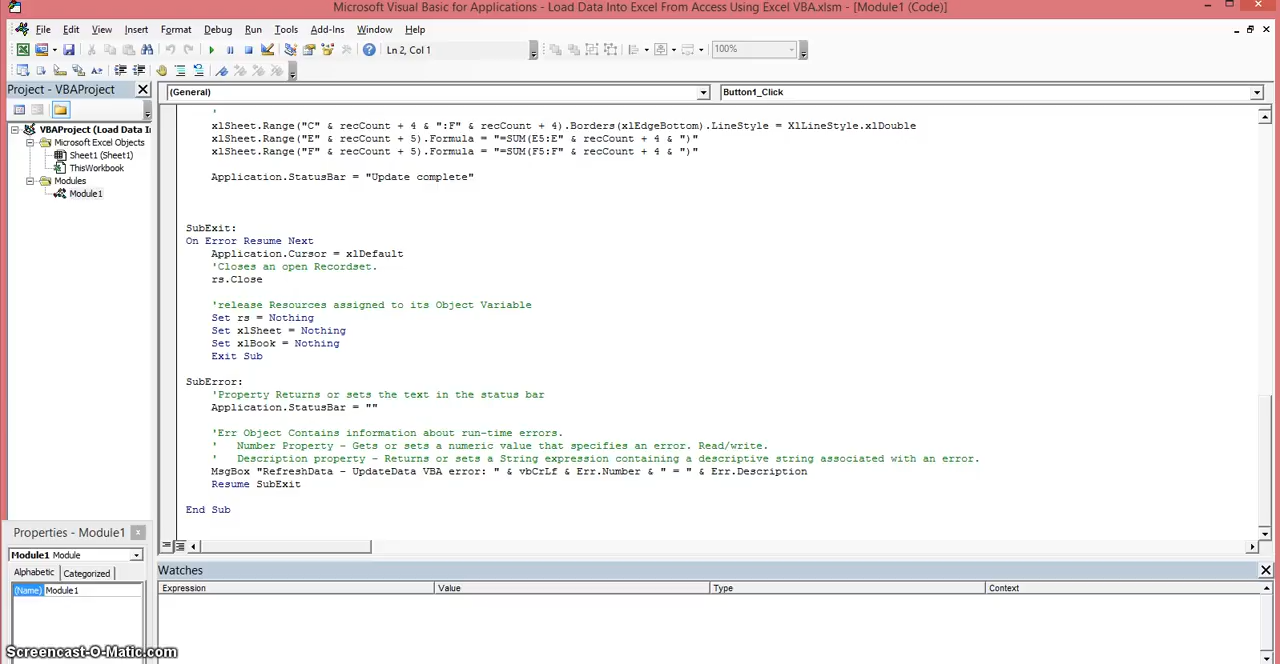 Microsoft Visual Basic for Applications - Load Data Into Excel From Access Using Excel VBA.xlsm - [Module1 (Code)]
File Edit View Insert Format Debug Run Tools Add-Ins Window Help
Ln 2, Col 1
100%
Project - VBAProject
VBAProject (Load Data I
Microsoft Excel Objects
Sheet1 (Sheet1)
ThisWorkbook
Modules
Module1
(General)
Button1_Click
'
xlSheet.Range("C" & recCount + 4 & ":F" & recCount + 4).Borders(xlEdgeBottom).LineStyle = XlLineStyle.xlDouble
xlSheet.Range("E" & recCount + 5).Formula = "=SUM(E5:E" & recCount + 4 & ")"
xlSheet.Range("F" & recCount + 5).Formula = "=SUM(F5:F" & recCount + 4 & ")"
Application.StatusBar = "Update complete"
SubExit:
On Error Resume Next
Application.Cursor = xlDefault
'Closes an open Recordset.
rs.Close
'release Resources assigned to its Object Variable
Set rs = Nothing
Set xlSheet = Nothing
Set xlBook = Nothing
Exit Sub
SubError:
'Property Returns or sets the text in the status bar
Application.StatusBar = ""
'Err Object Contains information about run-time errors.
' Number Property - Gets or sets a numeric value that specifies an error. Read/write.
' Description property - Returns or sets a String expression containing a descriptive string associated with an error.
MsgBox "RefreshData - UpdateData VBA error: " & vbCrLf & Err.Number & " = " & Err.Description
Resume SubExit
End Sub
Properties - Module1
Module1 Module
Alphabetic Categorized
(Name) Module1
Watches
Expression Value Type Context
Screencast-O-Matic.com